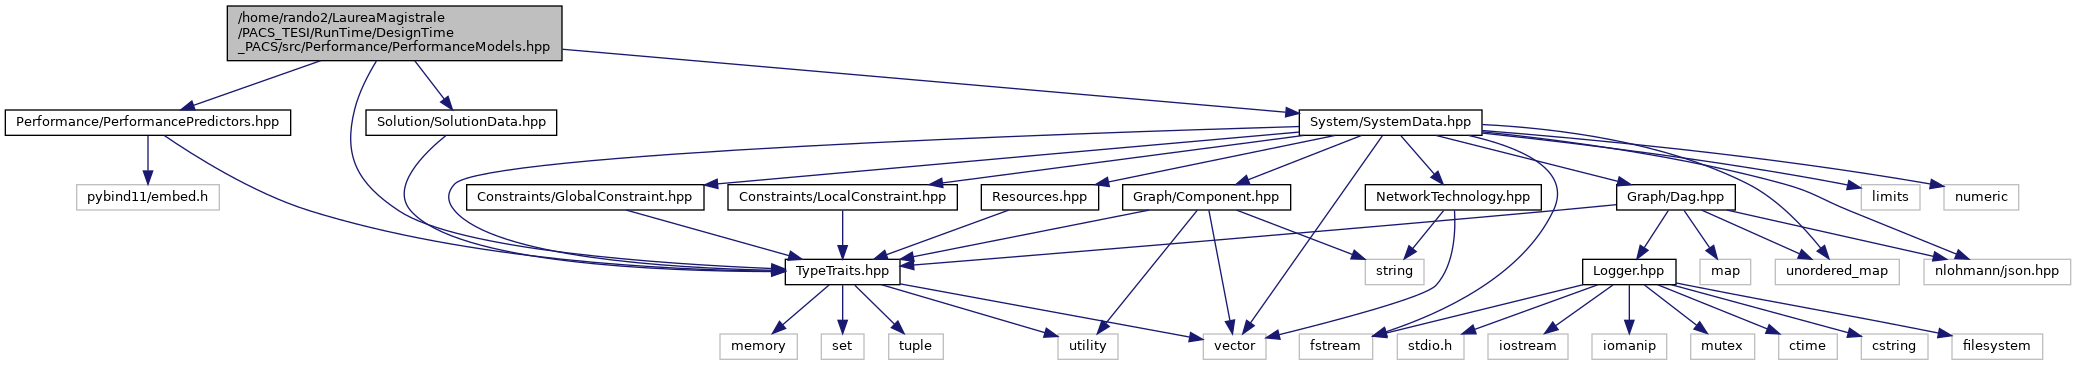 /home/rando2/LaureaMagistrale
/PACS_TESI/RunTime/DesignTime
_PACS/src/Performance/PerformanceModels.hpp
Performance/PerformancePredictors.hpp
Solution/SolutionData.hpp
System/SystemData.hpp
pybind11/embed.h
Constraints/GlobalConstraint.hpp
Constraints/LocalConstraint.hpp
Resources.hpp
Graph/Component.hpp
NetworkTechnology.hpp
Graph/Dag.hpp
limits
numeric
TypeTraits.hpp
string
Logger.hpp
map
unordered_map
nlohmann/json.hpp
memory
set
tuple
utility
vector
fstream
stdio.h
iostream
iomanip
mutex
ctime
cstring
filesystem